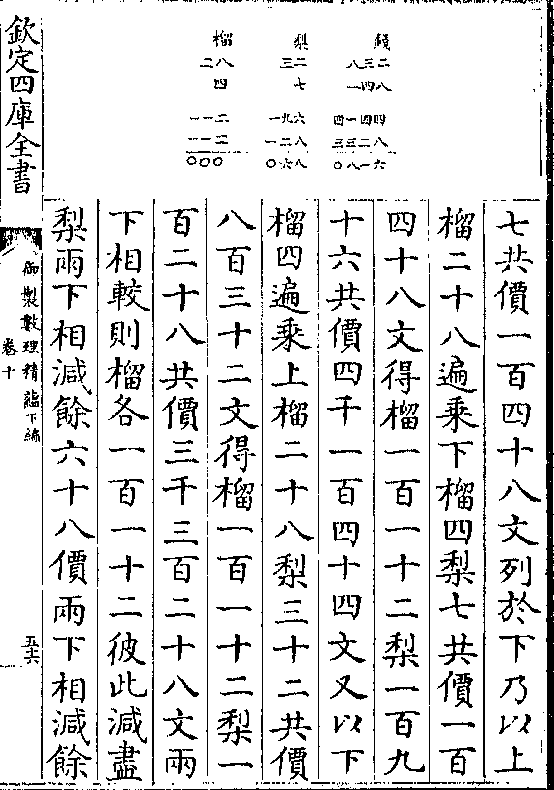 榴 梨 錢
二八 三二 八三二
四 七 一四八
一一二 一九六 四一四四
一一二 一二八 三三二八
〇〇〇 〇六八 〇八一六
七共價一百四十八文列於下乃以上
榴二十八遍乘下榴四梨七共價一百
四十八文得榴一百一十二梨一百九
十六共價四千一百四十四文又以下
榴四遍乘上榴二十八梨三十二共價
八百三十二文得榴一百一十二梨一
百二十八共價三千三百二十八文兩
下相較則榴各一百一十二彼此減盡
梨兩下相減餘六十八價兩下相減餘
欽定四庫全書
御製數理精藴下編
卷十
五六